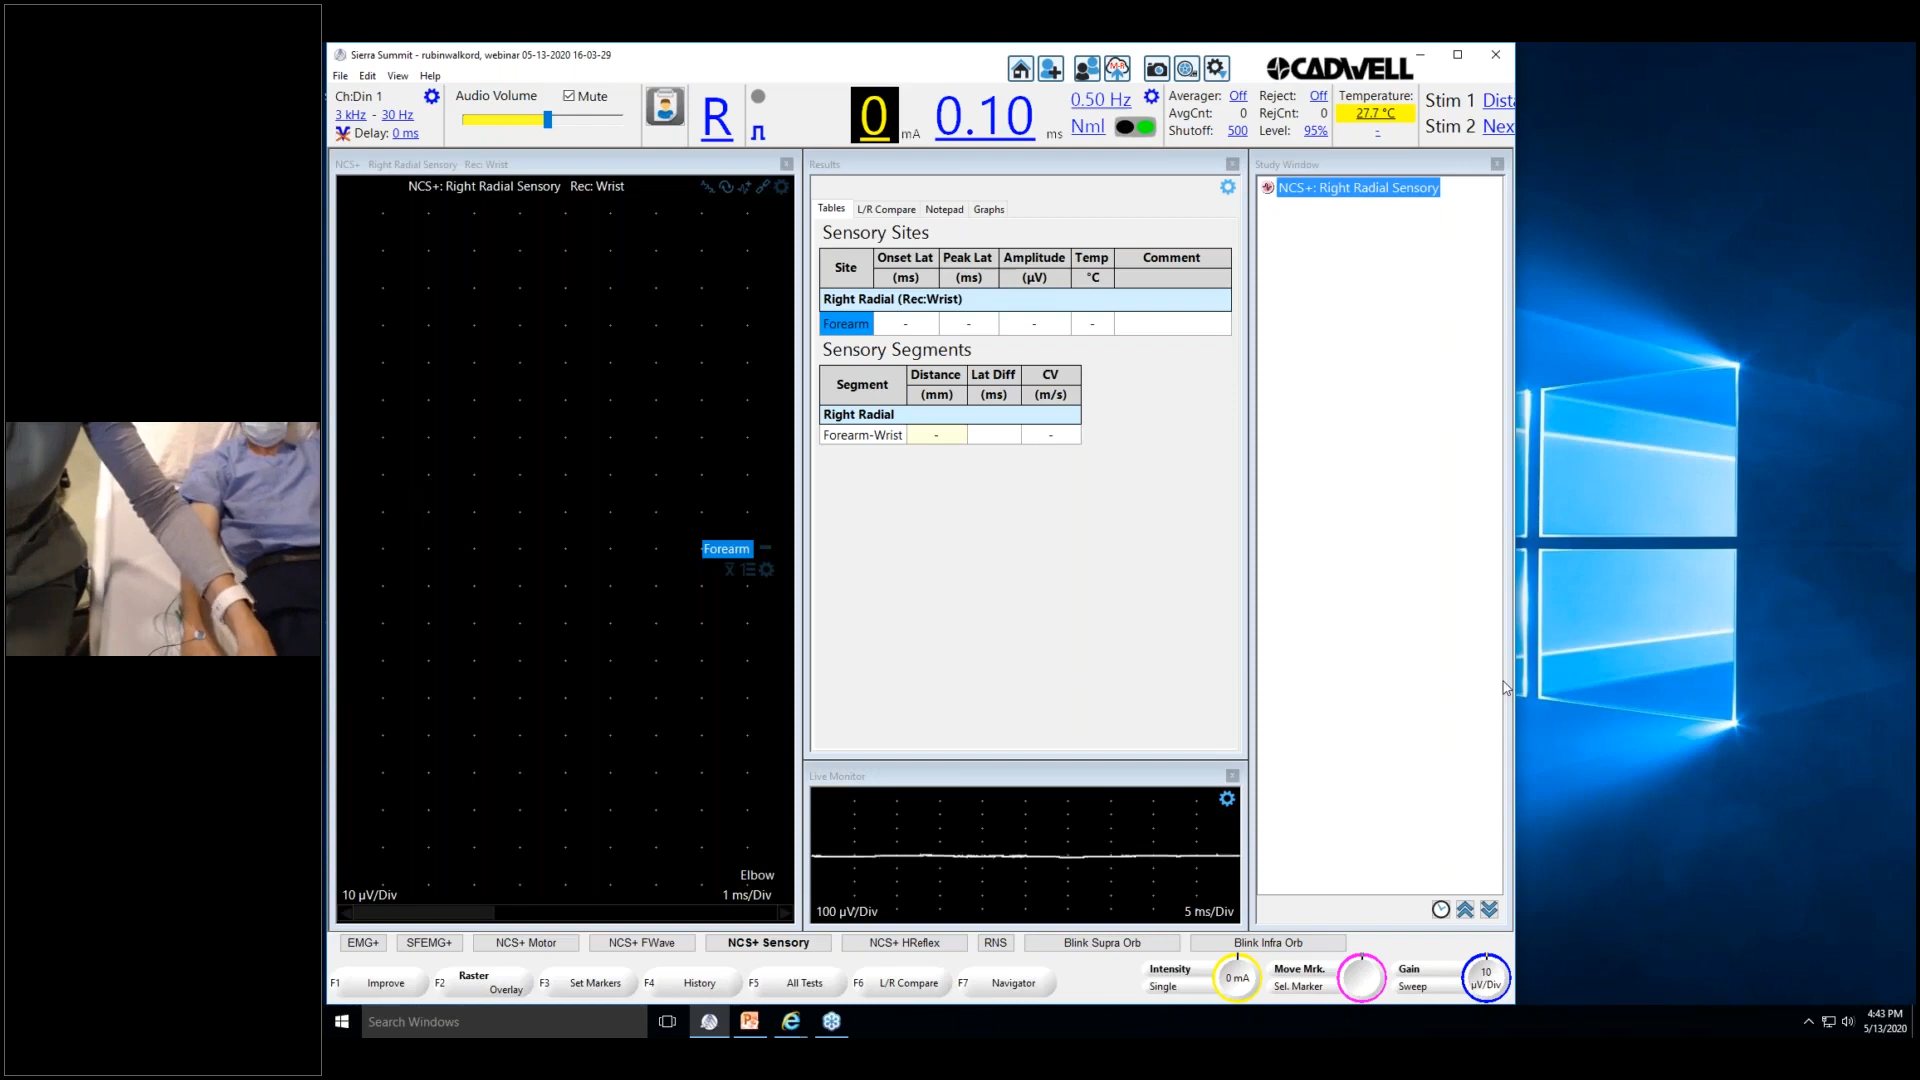 Sierra Summit - rubinwalkord, webinar 05-13-2020 16-03-29
File Edit View Help
CADWELL
Ch:Din 1
3 kHz - 30 Hz
Delay: 0 ms
Audio Volume Mute
R
0 mA
0.10 ms
0.50 Hz
Nml
Averager: Off
AvgCnt: 0
Shutoff: 500
Reject: Off
RejCnt: 0
Level: 95%
Temperature:
27.7 °C
-
Stim 1 Dista
Stim 2 Nex
NCS+ Right Radial Sensory Rec: Wrist
NCS+: Right Radial Sensory Rec: Wrist
Forearm
Elbow
10 µV/Div 1 ms/Div
Results
Tables L/R Compare Notepad Graphs
Sensory Sites
Site Onset Lat Peak Lat Amplitude Temp Comment
(ms) (ms) (µV) °C
Right Radial (Rec:Wrist)
Forearm - - - -
Sensory Segments
Segment Distance Lat Diff CV
(mm) (ms) (m/s)
Right Radial
Forearm-Wrist - -
Live Monitor
100 µV/Div 5 ms/Div
Study Window
NCS+: Right Radial Sensory
EMG+ SFEMG+ NCS+ Motor NCS+ FWave NCS+ Sensory NCS+ HReflex RNS Blink Supra Orb Blink Infra Orb
F1 Improve
F2 Raster
Overlay
F3 Set Markers
F4 History
F5 All Tests
F6 L/R Compare
F7 Navigator
Intensity
Single
0 mA
Move Mrk.
Sel. Marker
Gain
Sweep
10
µV/Div
Search Windows
4:43 PM
5/13/2020